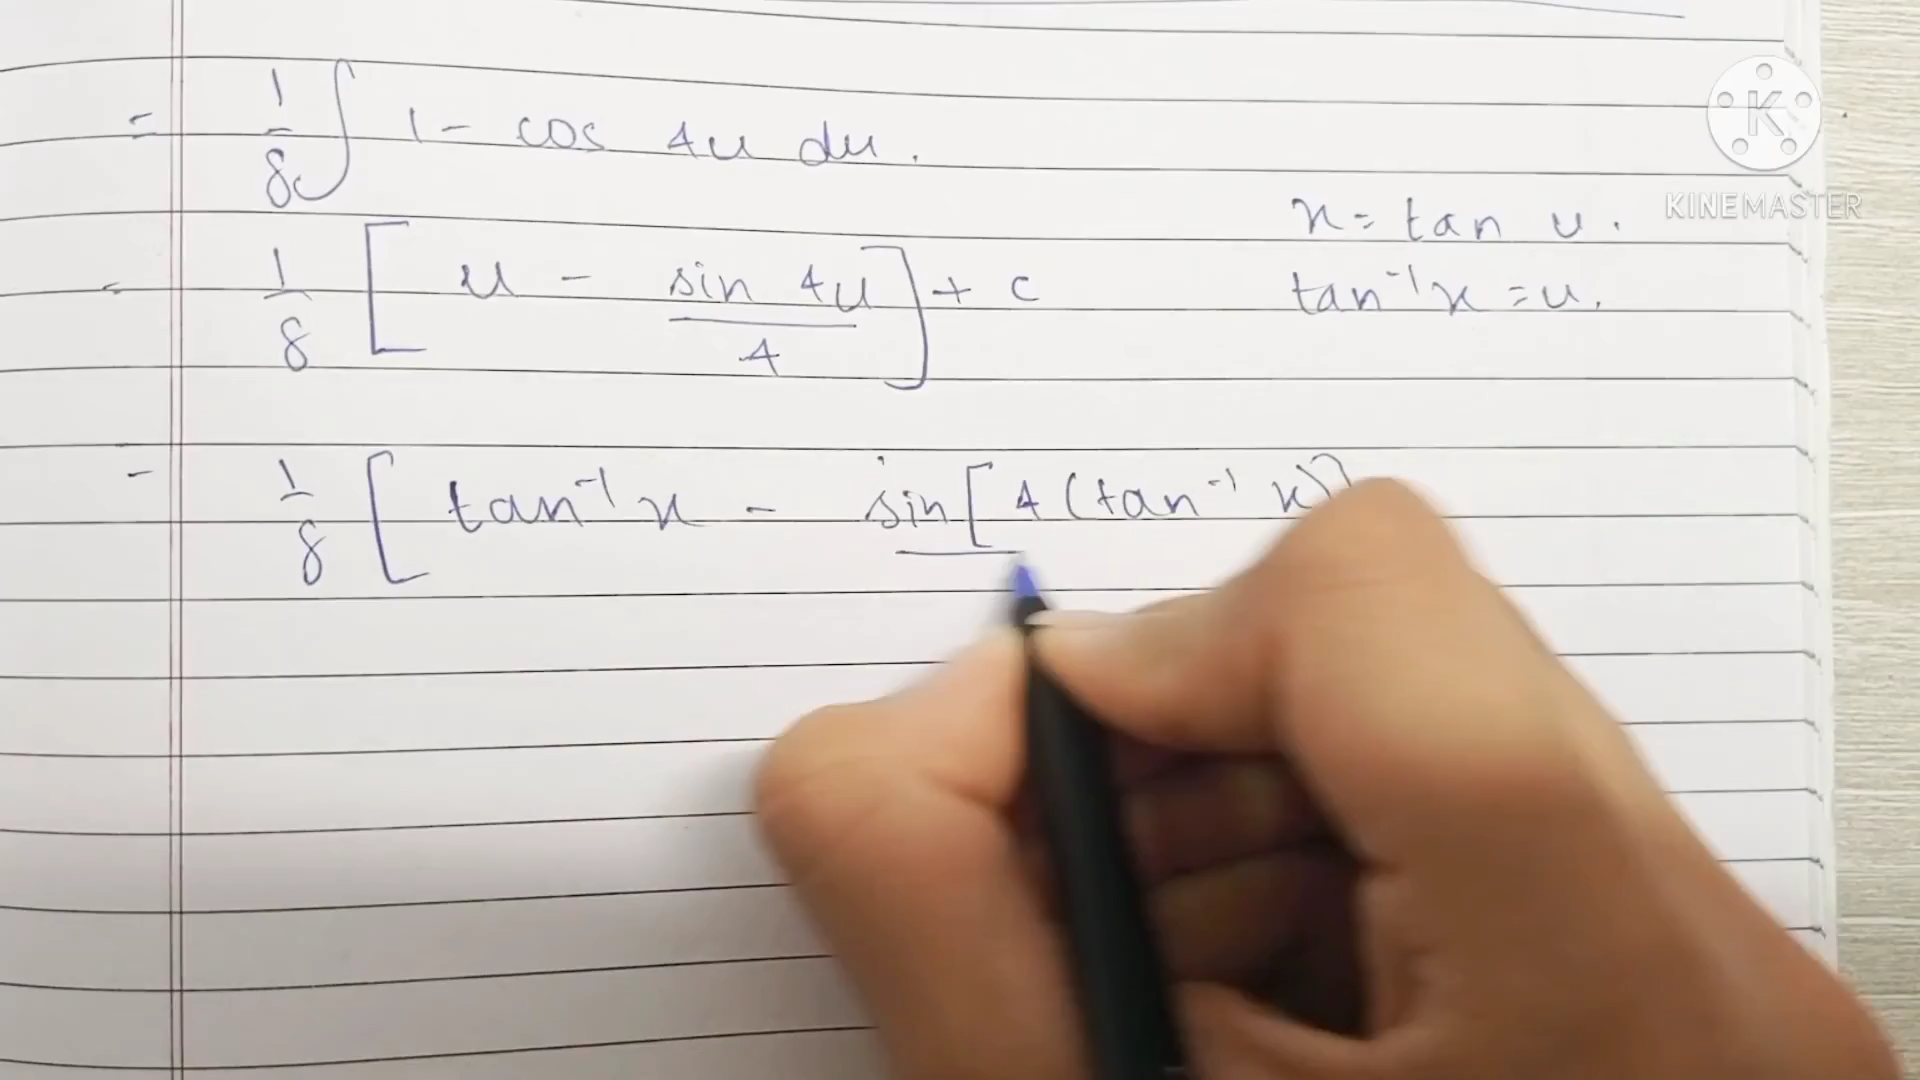 = 1/8 ∫ 1 - cos 4u du.
x = tan u.
= 1/8 [ u - sin 4u / 4 ] + c
tan⁻¹x = u.
= 1/8 [ tan⁻¹x - sin [ 4 (tan⁻¹ x)]
K
KINEMASTER